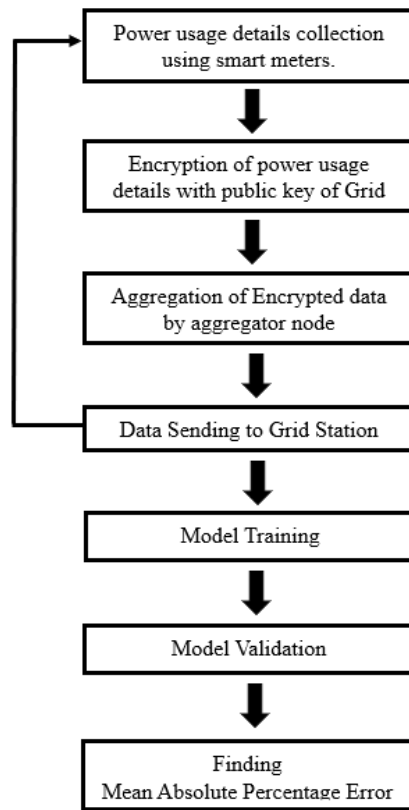 Power usage details collection
using smart meters.
Encryption of power usage
details with public key of Grid
Aggregation of Encrypted data
by aggregator node
Data Sending to Grid Station
Model Training
Model Validation
Finding
Mean Absolute Percentage Error